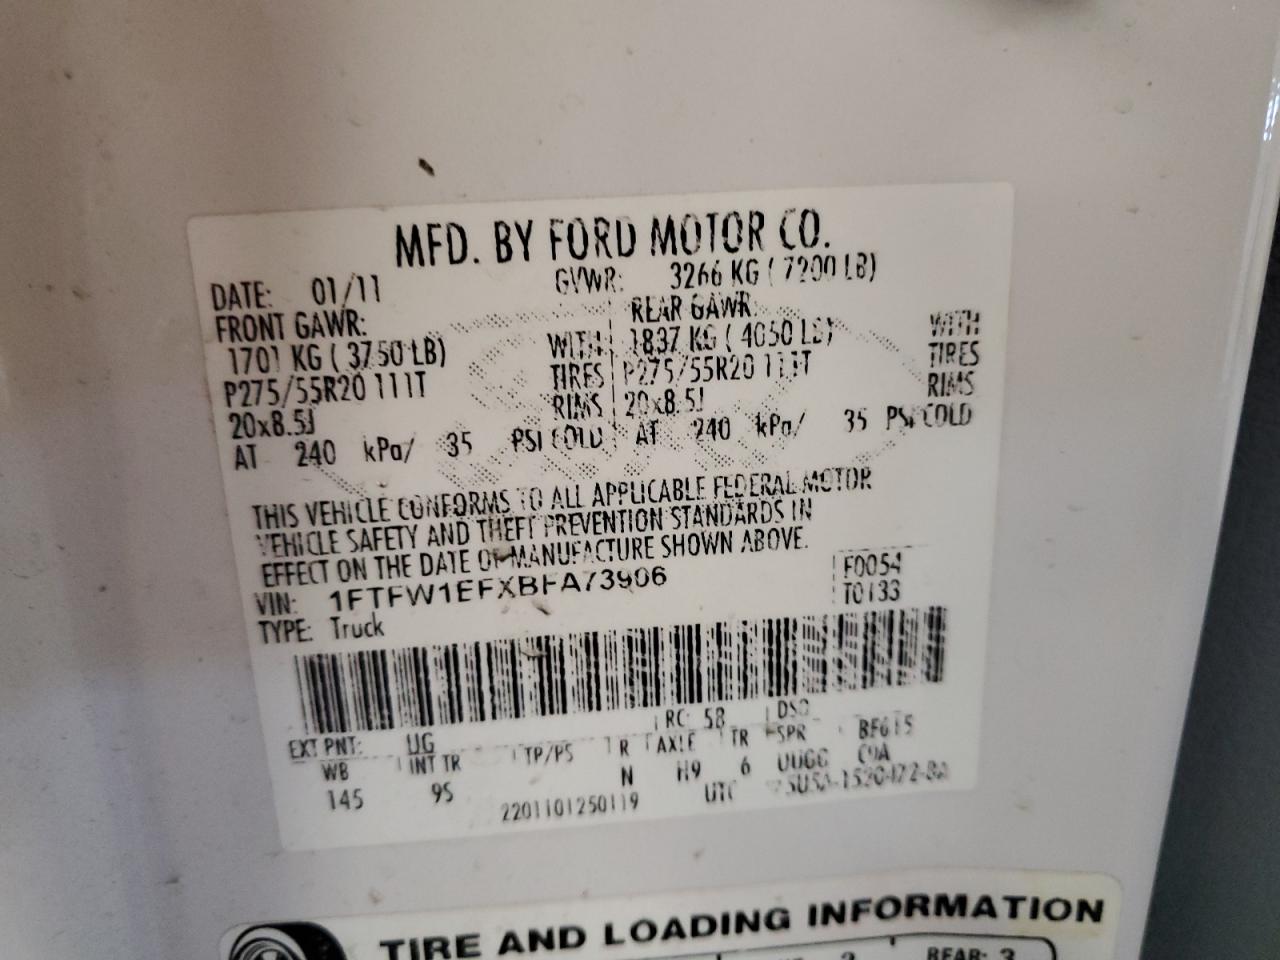 MFD. BY FORD MOTOR CO.
DATE: 01/11 GVWR: 3266 KG (7200 LB)
FRONT GAWR: REAR GAWR:
1701 KG (3750 LB) WITH 1837 KG (4050 LB) WITH
P275/55R20 111T TIRES P275/55R20 111T TIRES
20x8.5J RIMS 20x8.5J RIMS
AT 240 kPa/ 35 PSI COLD AT 240 kPa/ 35 PSI COLD
THIS VEHICLE CONFORMS TO ALL APPLICABLE FEDERAL MOTOR
VEHICLE SAFETY AND THEFT PREVENTION STANDARDS IN
EFFECT ON THE DATE OF MANUFACTURE SHOWN ABOVE.
VIN: 1FTFW1EFXBFA73906 F0054
TYPE: Truck T0133
EXT PNT: UG RC: 58 DSO
WB INT TR TP/PS R AXLE TR SPR BF615
145 9S N H9 6 UUGG
2201101250119 UTC
TIRE AND LOADING INFORMATION
REAR: 3